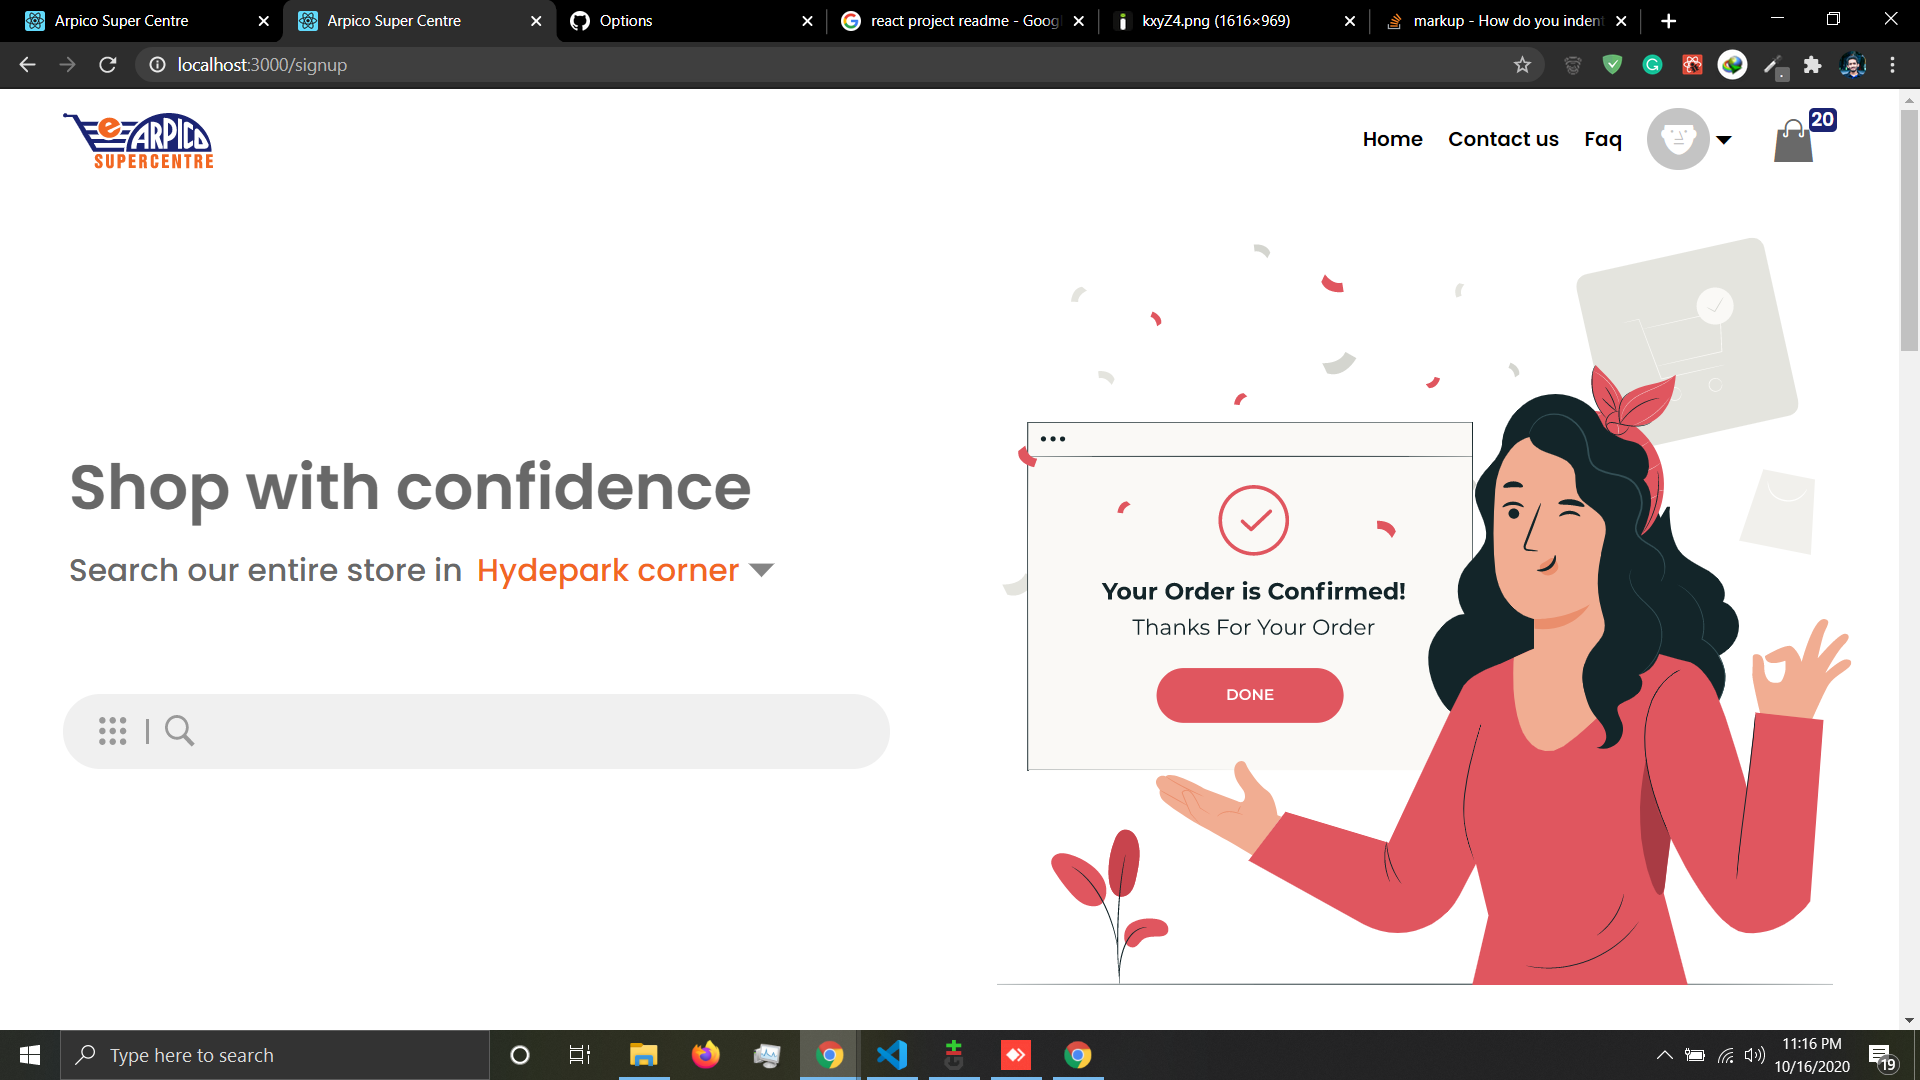 Arpico Super Centre
Arpico Super Centre
Options
react project readme - Goog
kxyZ4.png (1616×969)
markup - How do you indent
localhost:3000/signup
e ARPICO
SUPERCENTRE
Home
Contact us
Faq
20
Shop with confidence
Search our entire store in Hydepark corner
Your Order is Confirmed!
Thanks For Your Order
DONE
Type here to search
11:16 PM
10/16/2020
19